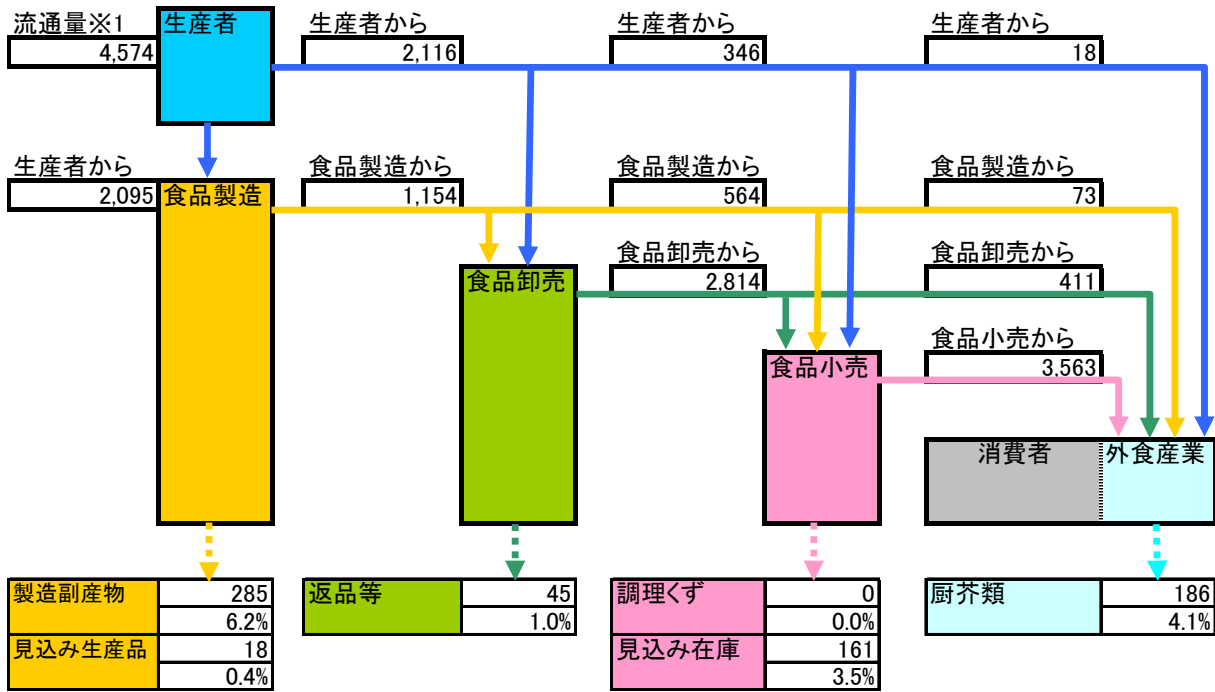 流通量※1 生産者 生産者から 生産者から 生産者から
4,574 2,116 346 18
生産者から 食品製造から 食品製造から 食品製造から
2,095 食品製造 1,154 564 73
食品卸売から 食品卸売から
食品卸売 2,814 411
食品小売から
食品小売 3,563
消費者 外食産業
製造副産物 285 返品等 45 調理くず 0 厨芥類 186
6.2% 1.0% 0.0% 4.1%
見込み生産品 18 見込み在庫 161
0.4% 3.5%